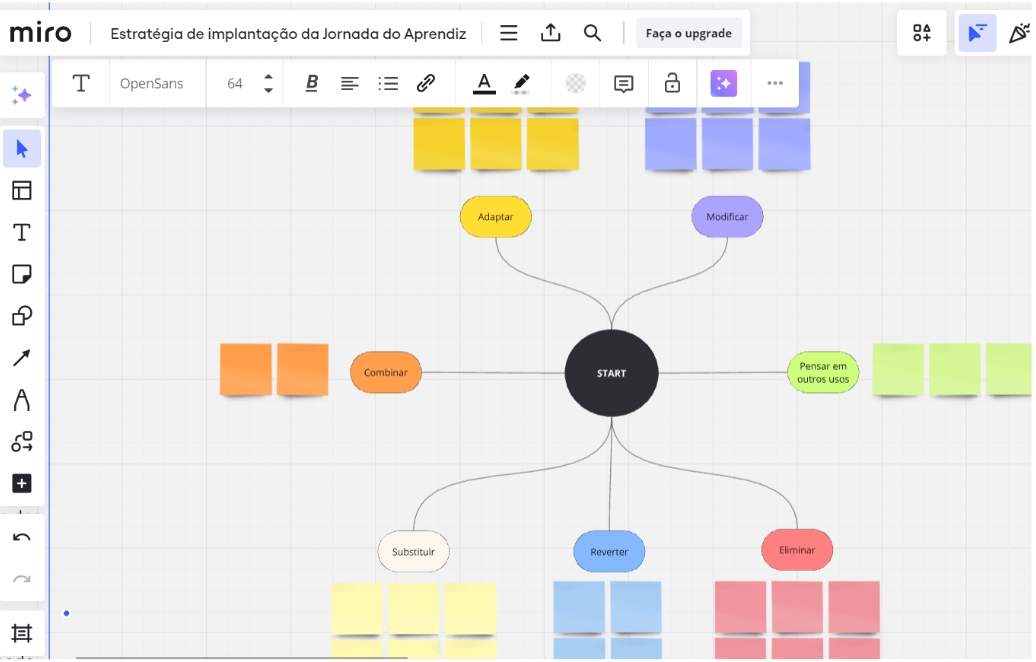 miro
Estratégia de implantação da Jornada do Aprendiz
Faça o upgrade
OpenSans
64
B
A
Adaptar
Modificar
Combinar
START
Pensar em
outros usos
Substituir
Reverter
Eliminar